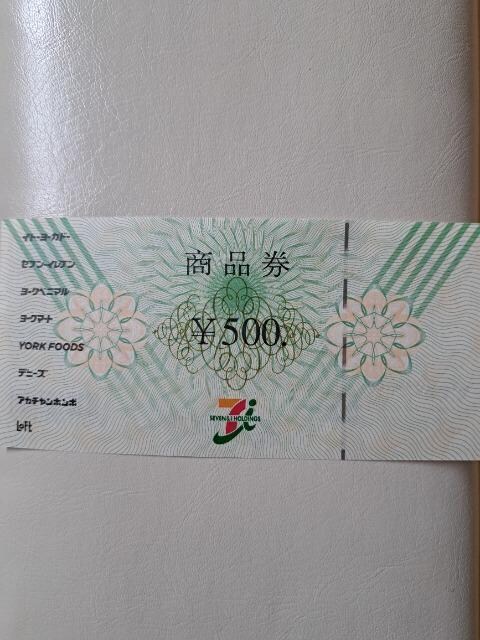 イトーヨーカドー
セブン-イレブン
ヨークベニマル
ヨークマート
YORK FOODS
デニーズ
アカチャンホンポ
LoFt
商品券
￥500.
7i
SEVEN & i HOLDINGS